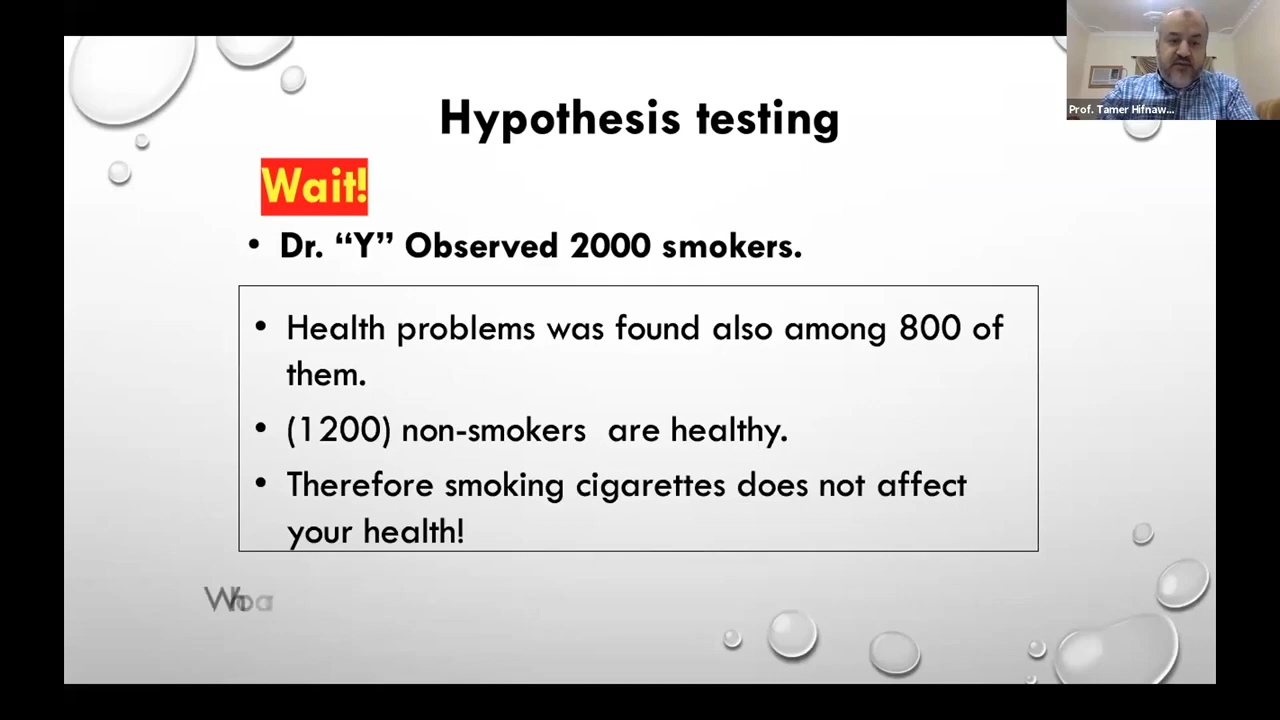 Prof. Tamer Hifnaw...
Hypothesis testing
Wait!
• Dr. “Y” Observed 2000 smokers.
• Health problems was found also among 800 of
them.
• (1200) non-smokers are healthy.
• Therefore smoking cigarettes does not affect
your health!